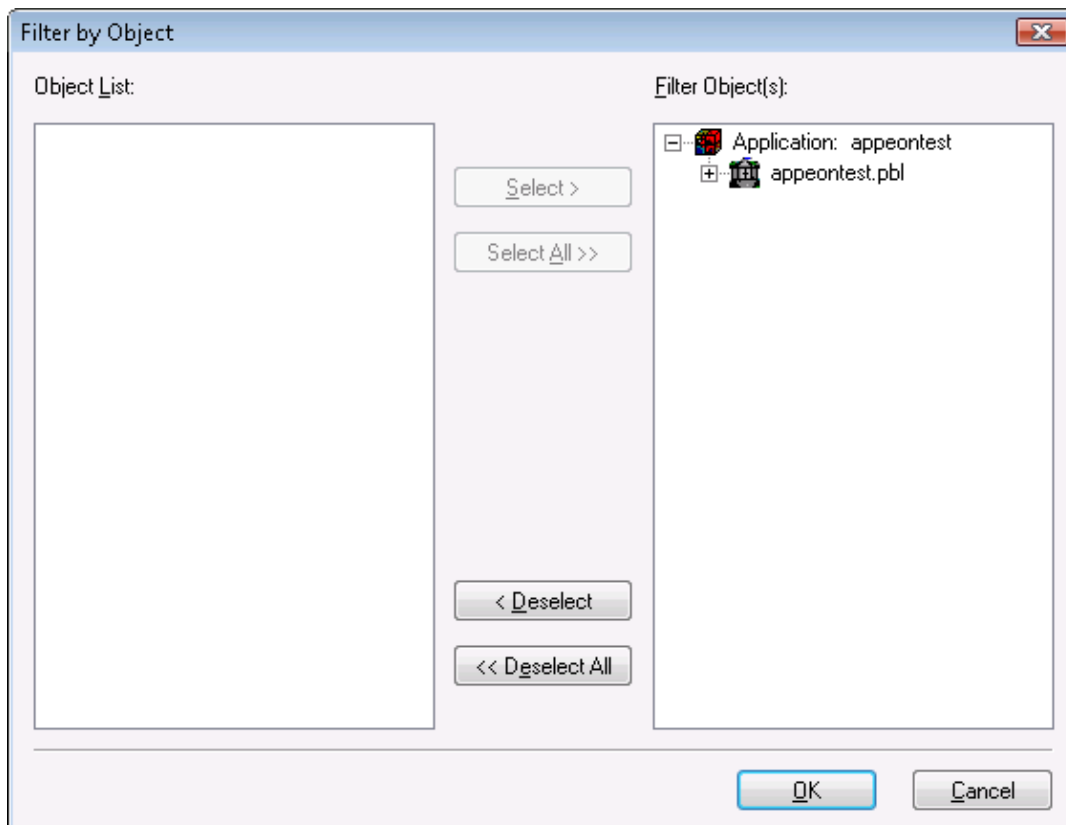 Filter by Object
Object List:
Filter Object(s):
Application: appeontest
appeontest.pbl
Select >
Select All >>
< Deselect
<< Deselect All
OK
Cancel